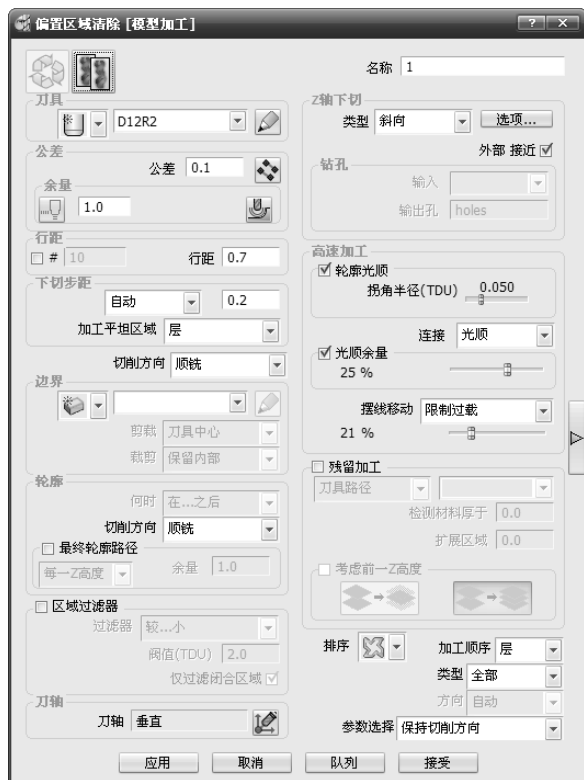 偏置区域清除 [模型加工]
名称 1
刀具
D12R2
公差
公差 0.1
余量
1.0
行距
# 10 行距 0.7
下切步距
自动 0.2
加工平坦区域 层
切削方向 顺铣
边界
剪裁 刀具中心
裁剪 保留内部
轮廓
何时 在...之后
切削方向 顺铣
最终轮廓路径
每一Z高度 余量 1.0
区域过滤器
过滤器 较...小
阀值(TDU) 2.0
仅过滤闭合区域
刀轴
刀轴 垂直
Z轴下切
类型 斜向 选项...
外部 接近
钻孔
输入
输出孔 holes
高速加工
轮廓光顺
拐角半径(TDU) 0.050
连接 光顺
光顺余量
25 %
摆线移动 限制过载
21 %
残留加工
刀具路径
检测材料厚于 0.0
扩展区域 0.0
考虑前一Z高度
排序 加工顺序 层
类型 全部
方向 自动
参数选择 保持切削方向
应用 取消 队列 接受